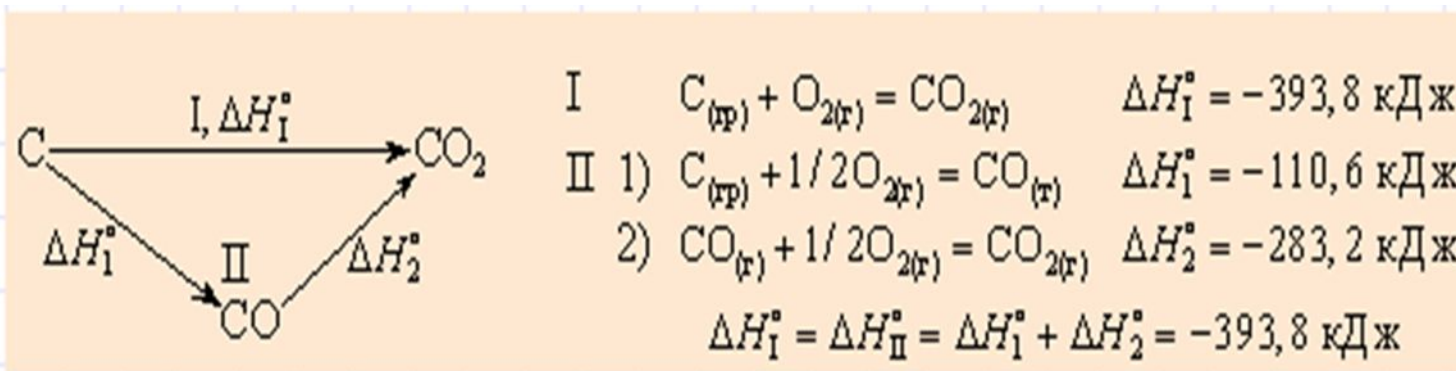 I, ΔH°I
C CO₂
ΔH°₁ II ΔH°₂
CO
I C(гр) + O₂(г) = CO₂(г) ΔH°I = −393,8 кДж
II 1) C(гр) + 1/2O₂(г) = CO(г) ΔH°₁ = −110,6 кДж
2) CO(г) + 1/2O₂(г) = CO₂(г) ΔH°₂ = −283,2 кДж
ΔH°I = ΔH°II = ΔH°₁ + ΔH°₂ = −393,8 кДж